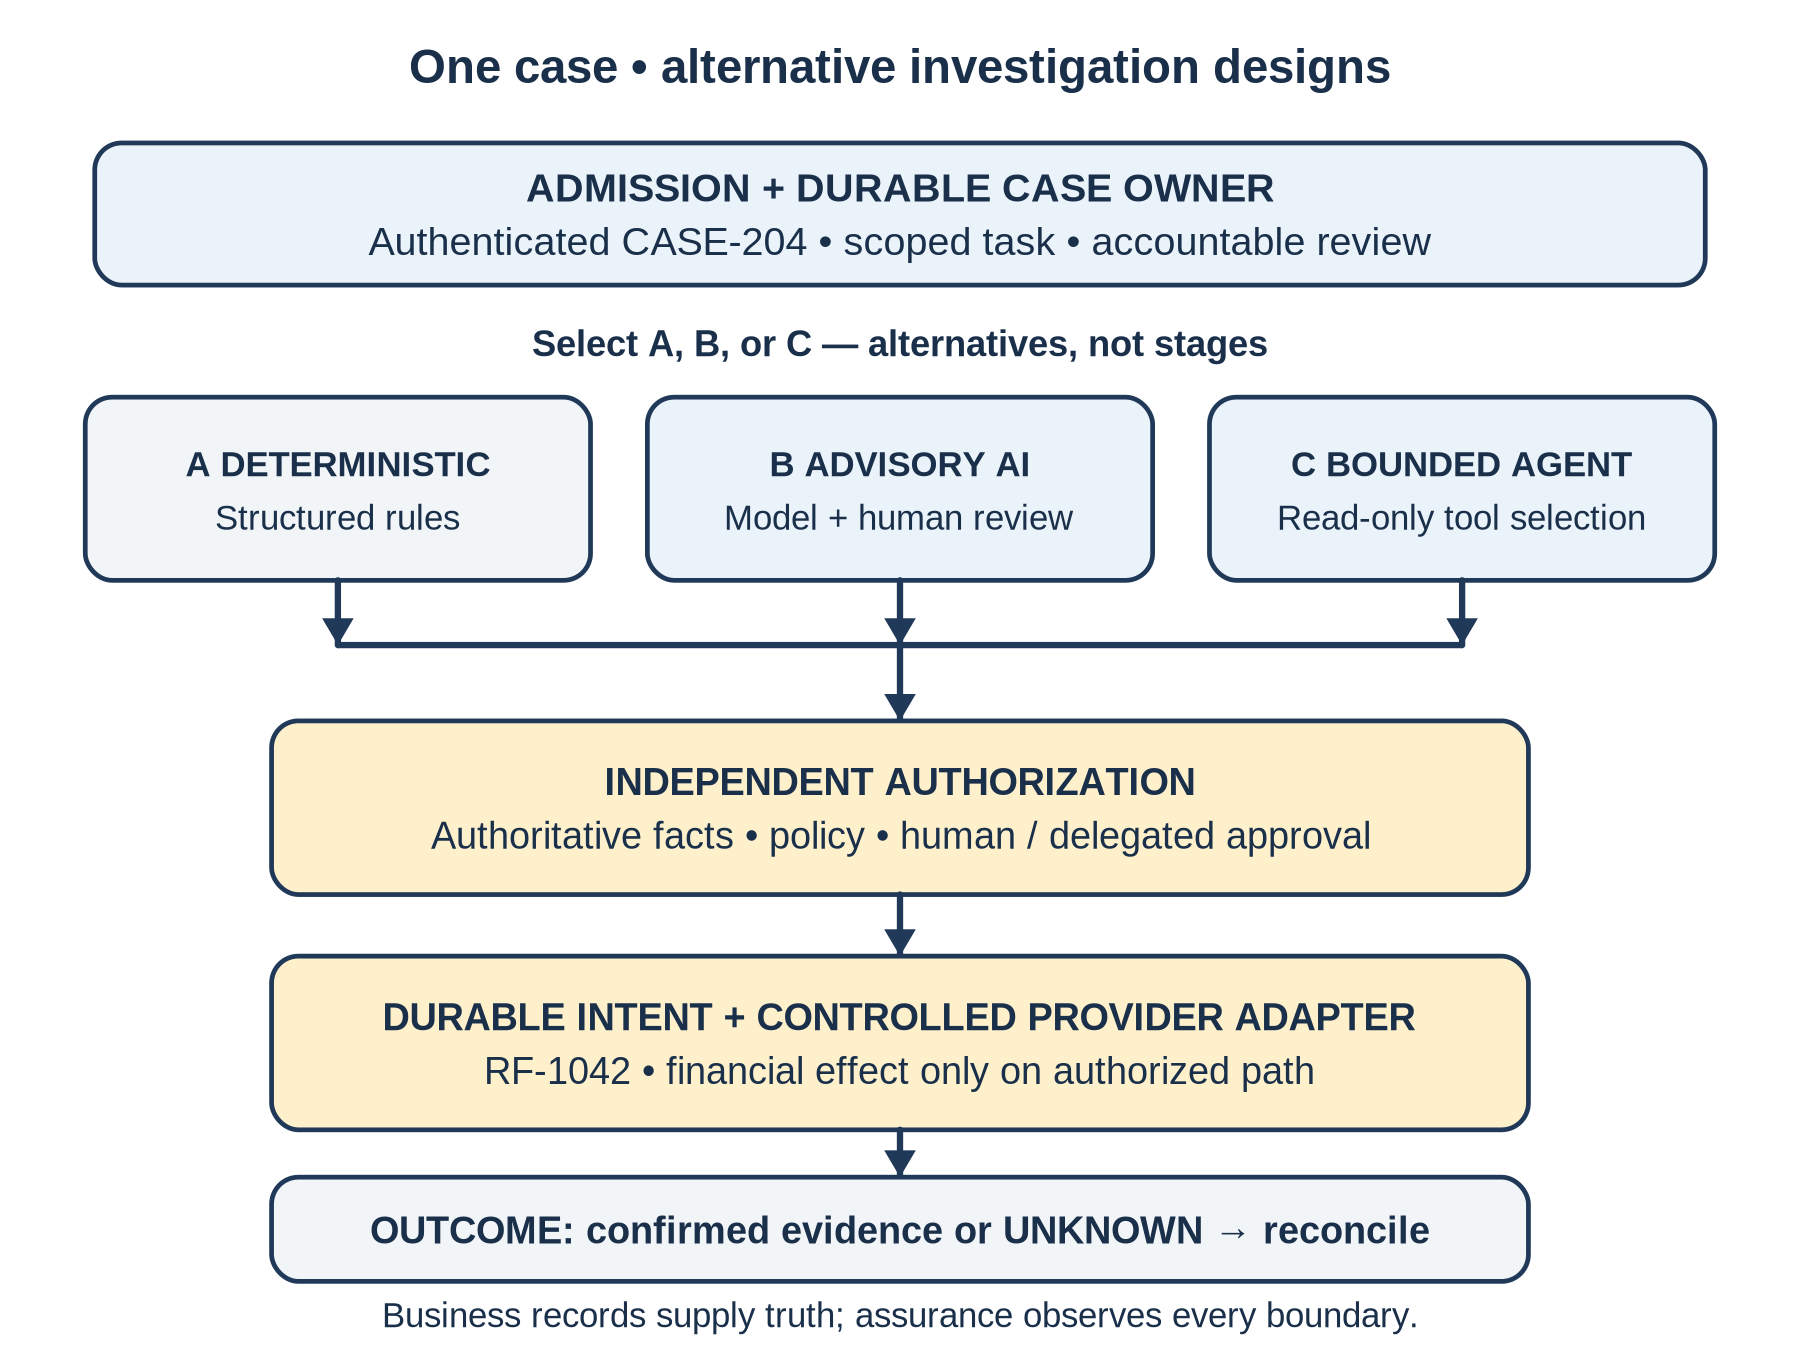 One case • alternative investigation designs
ADMISSION + DURABLE CASE OWNER
Authenticated CASE-204 • scoped task • accountable review
Select A, B, or C — alternatives, not stages
A DETERMINISTIC
Structured rules
B ADVISORY AI
Model + human review
C BOUNDED AGENT
Read-only tool selection
INDEPENDENT AUTHORIZATION
Authoritative facts • policy • human / delegated approval
DURABLE INTENT + CONTROLLED PROVIDER ADAPTER
RF-1042 • financial effect only on authorized path
OUTCOME: confirmed evidence or UNKNOWN → reconcile
Business records supply truth; assurance observes every boundary.